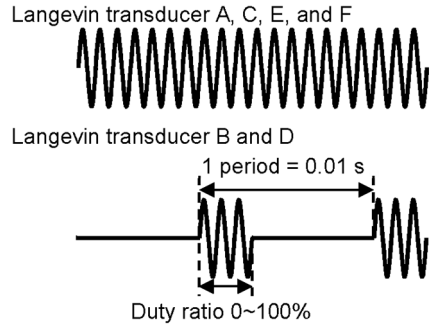 Langevin transducer A, C, E, and F
Langevin transducer B and D
1 period = 0.01 s
Duty ratio 0~100%